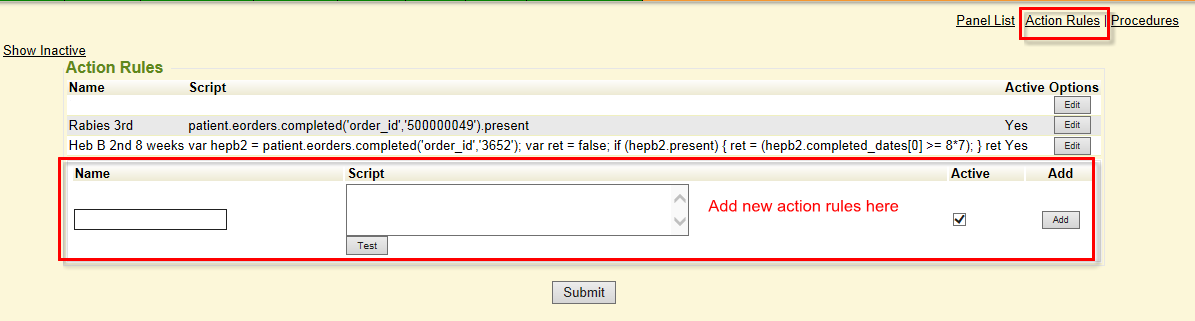 Panel List | Action Rules | Procedures
Show Inactive
Action Rules
Name Script Active Options
Edit
Rabies 3rd patient.eorders.completed('order_id','500000049').present Yes Edit
Heb B 2nd 8 weeks var hepb2 = patient.eorders.completed('order_id','3652'); var ret = false; if (hepb2.present) { ret = (hepb2.completed_dates[0] >= 8*7); } ret Yes Edit
Name Script Active Add
Add new action rules here
Add
Test
Submit